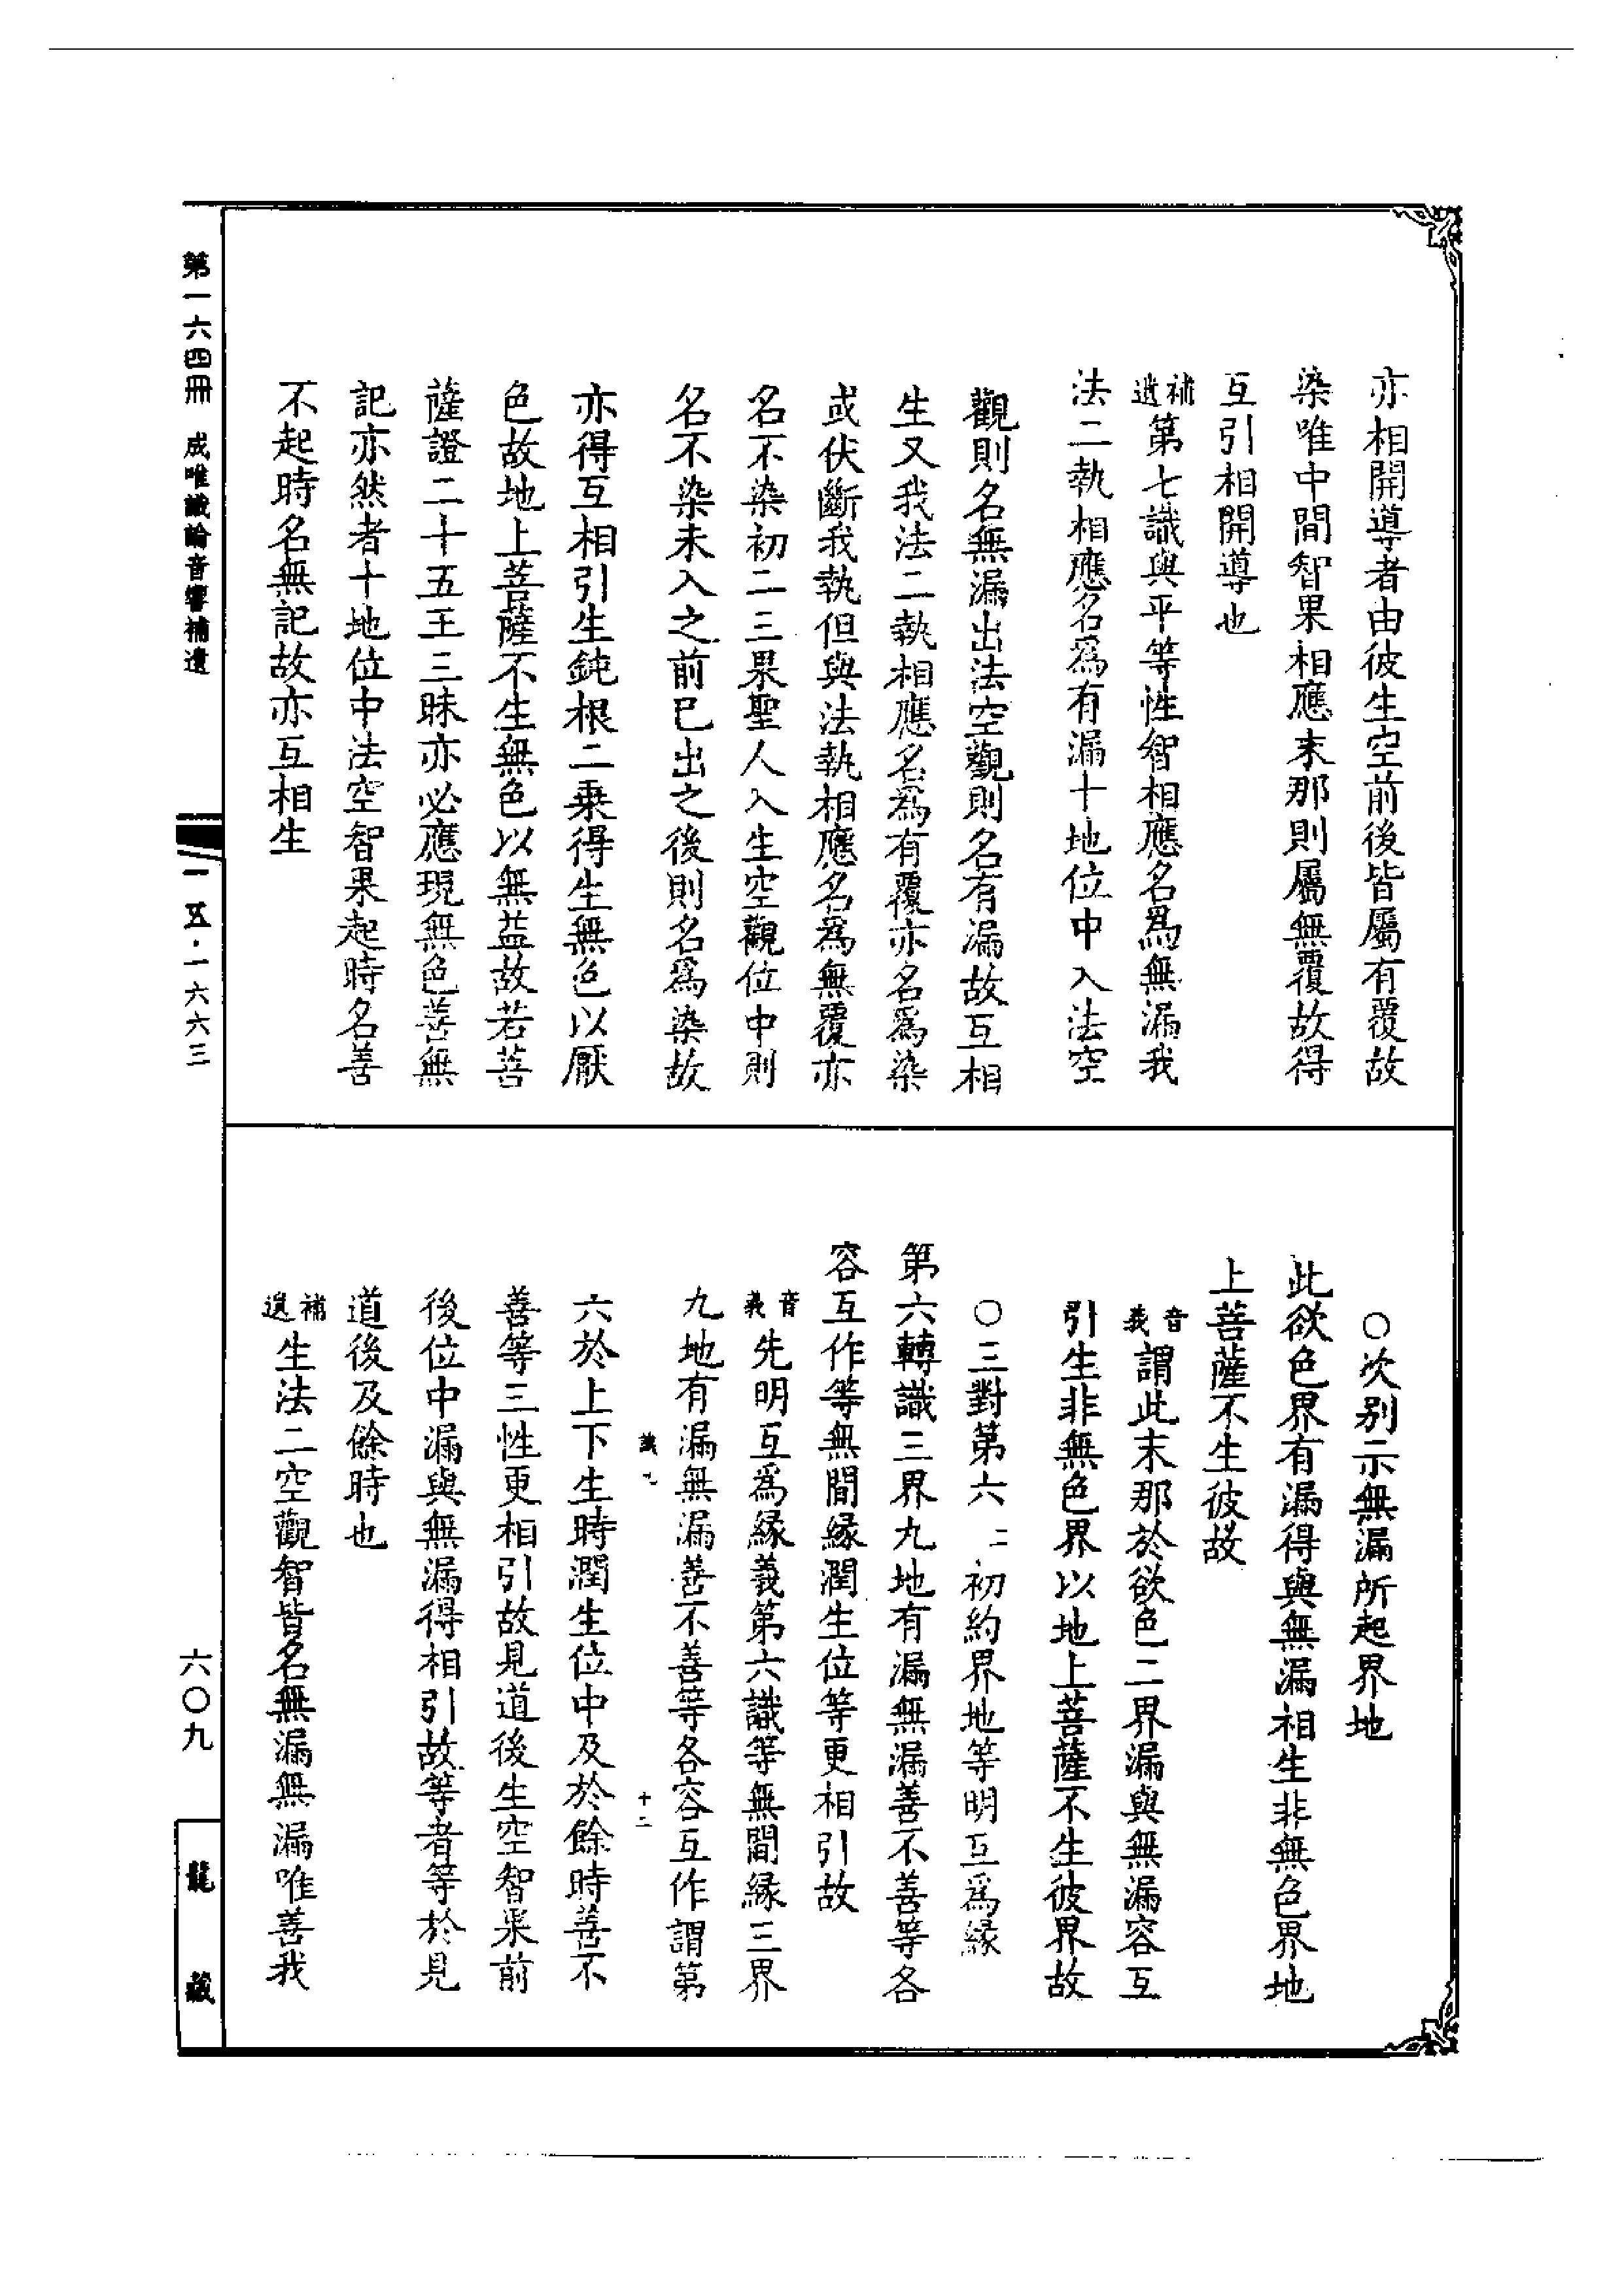 亦相開導者由彼生空前後皆屬有覆故
染唯中間智果相應末那則屬無覆故得
互引相開導也
補遺第七識與平等性智相應名爲無漏我
法二執相應名爲有漏十地位中入法空
觀則名無漏出法空觀則名有漏故互相
生又我法二執相應名爲有覆亦名爲染
或伏斷我執但與法執相應名爲無覆亦
名不染初二三果聖人入生空觀位中則
名不染未入之前已出之後則名爲染故
亦得互相引生鈍根二乘得生無色以厭
色故地上菩薩不生無色以無益故若菩
薩證二十五王三昧亦必應現無色善無
記亦然者十地位中法空智果起時名善
不起時名無記故亦互相生
○次別示無漏所起界地
此欲色界有漏得與無漏相生非無色界地
上菩薩不生彼故
音義謂此末那於欲色二界漏與無漏容互
引生非無色界以地上菩薩不生彼界故
○三對第六二初約界地等明互爲緣
第六轉識三界九地有漏無漏善不善等各
容互作等無間緣潤生位等更相引故
音義先明互爲緣義第六識等無間緣三界
九地有漏無漏善不善等各容互作謂第
十二
六於上下生時潤生位中及於餘時善不
善等三性更相引故見道後生空智果前
後位中漏與無漏得相引故等者等於見
道後及餘時也
補遺生法二空觀智皆名無漏無漏唯善我
第一六四冊 成唯識論音響補遺
一五·一六六三
六〇九
龍藏